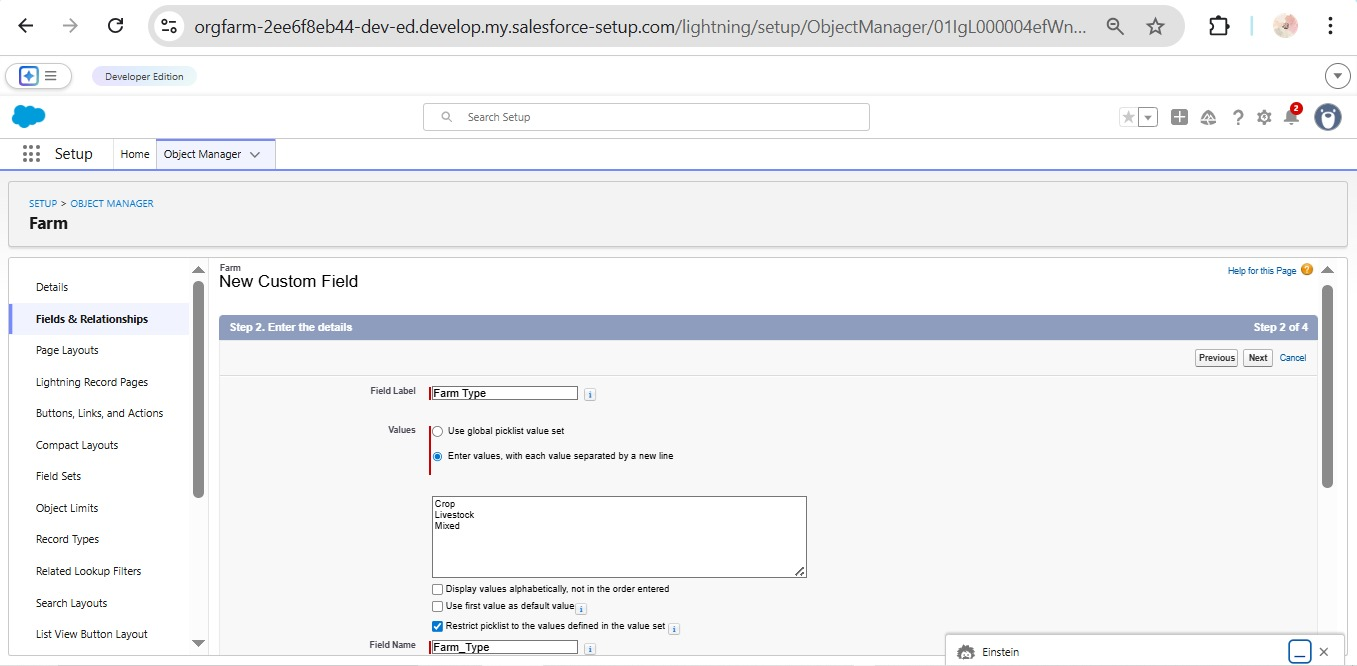 orgfarm-2ee6f8eb44-dev-ed.develop.my.salesforce-setup.com/lightning/setup/ObjectManager/01IgL000004efWn...
Developer Edition
Search Setup
2
Setup
Home
Object Manager
SETUP > OBJECT MANAGER
Farm
Details
Fields & Relationships
Page Layouts
Lightning Record Pages
Buttons, Links, and Actions
Compact Layouts
Field Sets
Object Limits
Record Types
Related Lookup Filters
Search Layouts
List View Button Layout
Farm
New Custom Field
Help for this Page
Step 2. Enter the details
Step 2 of 4
Previous
Next
Cancel
Field Label
Farm Type
Values
Use global picklist value set
Enter values, with each value separated by a new line
Crop
Livestock
Mixed
Display values alphabetically, not in the order entered
Use first value as default value
Restrict picklist to the values defined in the value set
Field Name
Farm_Type
Einstein